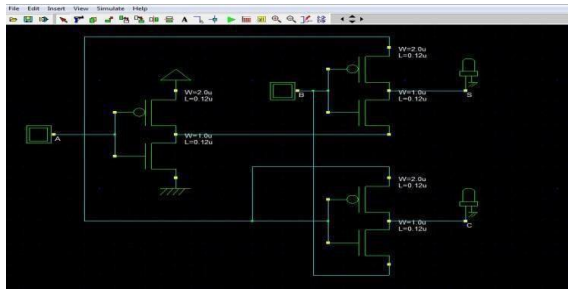 File Edit Insert View Simulate Help
A
W=2.0u
L=0.12u
B
W=1.0u
L=0.12u
S
W=2.0u
L=0.12u
A
W=1.0u
L=0.12u
W=2.0u
L=0.12u
W=1.0u
L=0.12u
C